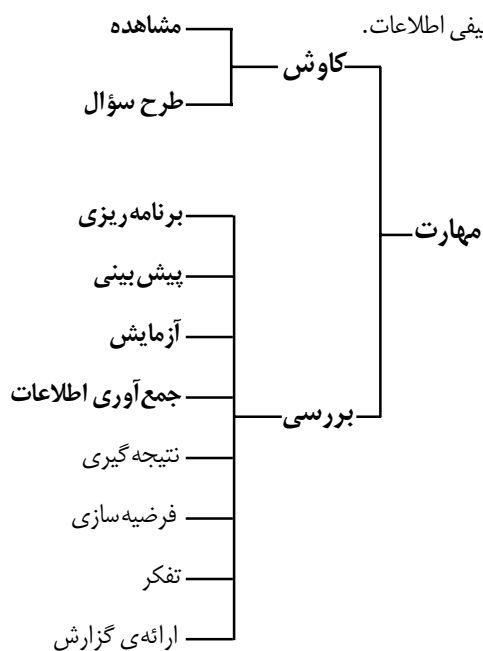 یفی اطلاعات.
مهارت
کاوش
مشاهده
طرح سؤال
بررسی
برنامه‌ریزی
پیش‌بینی
آزمایش
جمع‌آوری اطلاعات
نتیجه‌گیری
فرضیه‌سازی
تفکر
ارائه‌ی گزارش